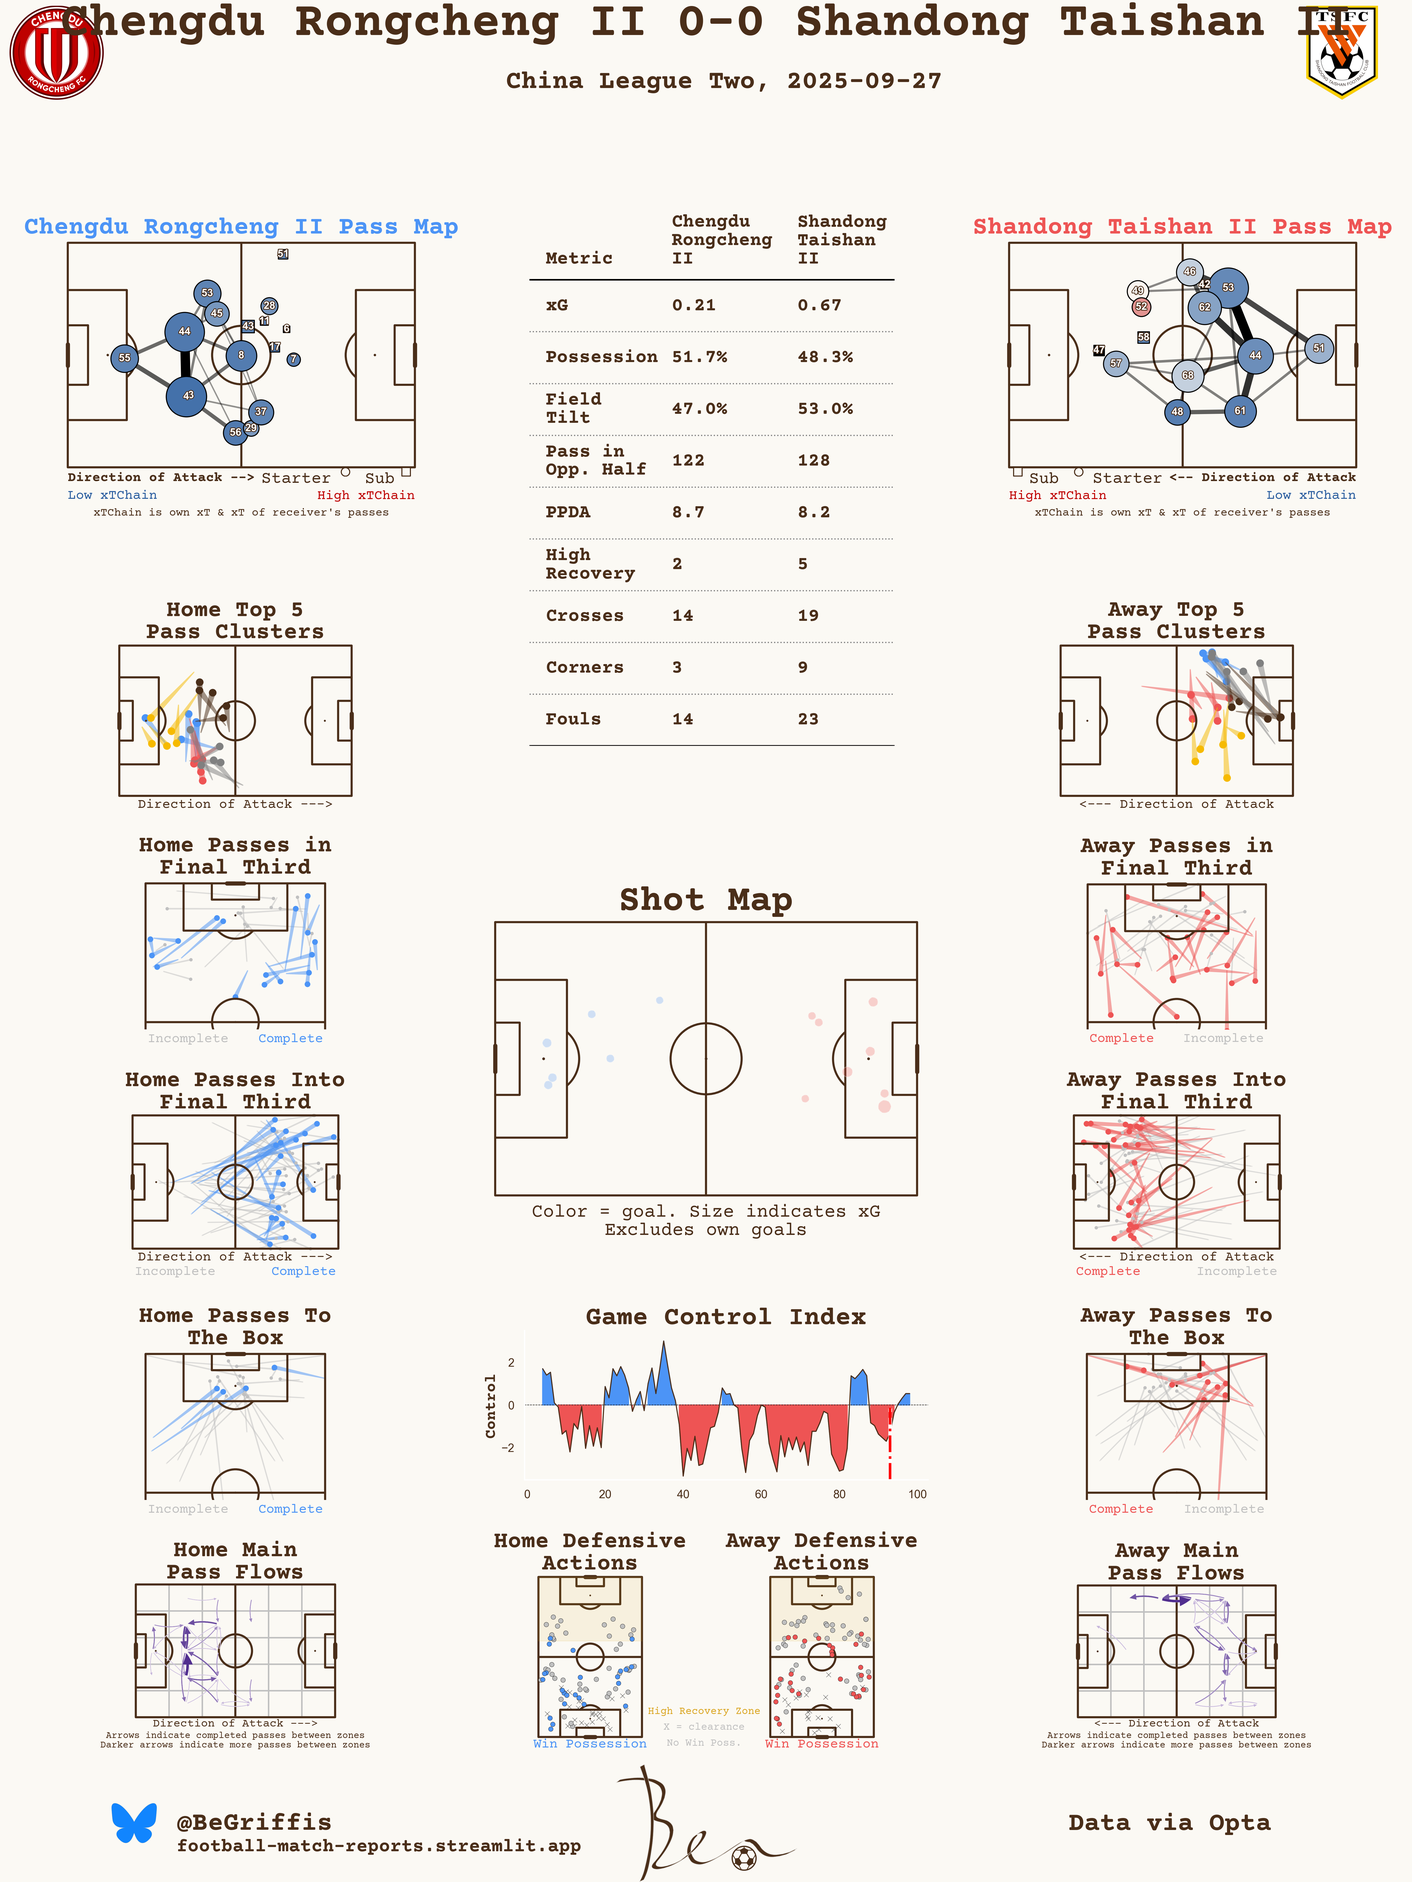 Chengdu Rongcheng II 0-0 Shandong Taishan II
China League Two, 2025-09-27
CHENGDU
RONGCHENG FC
TSFC
Chengdu Rongcheng II Pass Map
51
53
45
28
11
43
6
44
17
55
8
7
43
37
56
29
Direction of Attack --> Starter Sub
Low xTChain High xTChain
xTChain is own xT & xT of receiver's passes
Metric Chengdu Rongcheng II Shandong Taishan II
xG 0.21 0.67
Possession 51.7% 48.3%
Field Tilt 47.0% 53.0%
Pass in Opp. Half 122 128
PPDA 8.7 8.2
High Recovery 2 5
Crosses 14 19
Corners 3 9
Fouls 14 23
Shandong Taishan II Pass Map
46
49
42
53
52
62
58
47
57
44
51
68
48
61
Sub Starter <-- Direction of Attack
High xTChain Low xTChain
xTChain is own xT & xT of receiver's passes
Home Top 5
Pass Clusters
Direction of Attack --->
Away Top 5
Pass Clusters
<--- Direction of Attack
Home Passes in
Final Third
Incomplete Complete
Away Passes in
Final Third
Complete Incomplete
Shot Map
Color = goal. Size indicates xG
Excludes own goals
Home Passes Into
Final Third
Direction of Attack --->
Incomplete Complete
Away Passes Into
Final Third
<--- Direction of Attack
Complete Incomplete
Home Passes To
The Box
Incomplete Complete
Game Control Index
Control
2
0
−2
0 20 40 60 80 100
Away Passes To
The Box
Complete Incomplete
Home Main
Pass Flows
Direction of Attack --->
Arrows indicate completed passes between zones
Darker arrows indicate more passes between zones
Home Defensive
Actions
Win Possession
High Recovery Zone
X = clearance
No Win Poss.
Away Defensive
Actions
Win Possession
Away Main
Pass Flows
<--- Direction of Attack
Arrows indicate completed passes between zones
Darker arrows indicate more passes between zones
@BeGriffis
football-match-reports.streamlit.app
Ben
Data via Opta